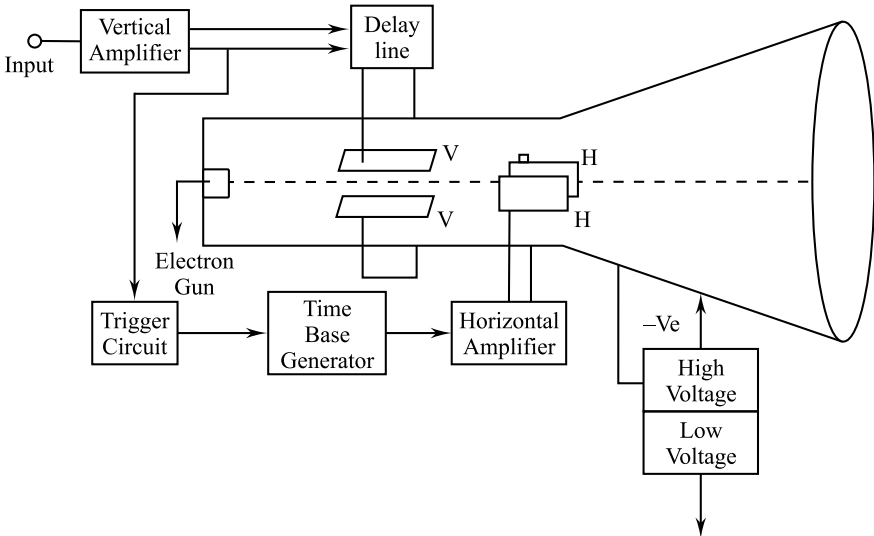 Vertical
Amplifier
Delay
line
Input
V
H
V
H
Electron
Gun
Trigger
Circuit
Time
Base
Generator
Horizontal
Amplifier
–Ve
High
Voltage
Low
Voltage